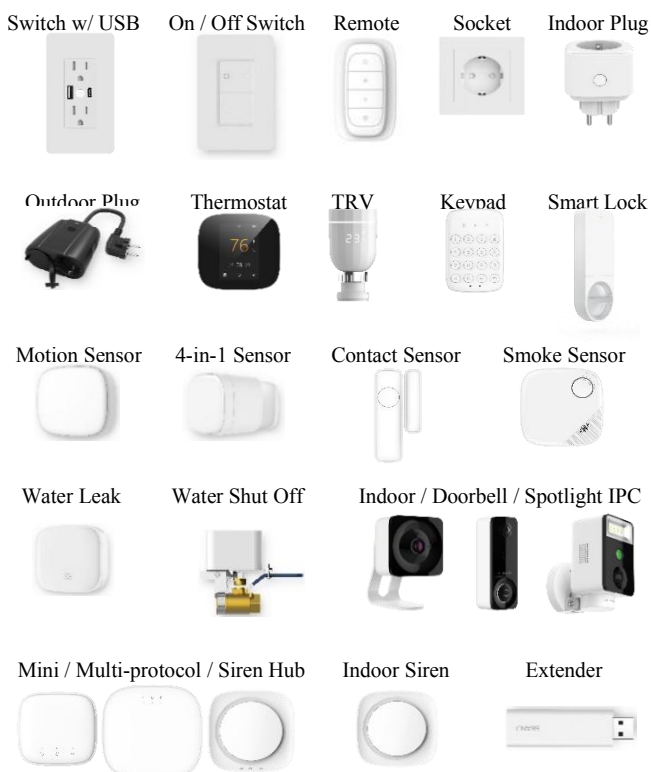 Switch w/ USB On / Off Switch Remote Socket Indoor Plug
Outdoor Plug Thermostat TRV Keypad Smart Lock
76
23
Motion Sensor 4-in-1 Sensor Contact Sensor Smoke Sensor
Water Leak Water Shut Off Indoor / Doorbell / Spotlight IPC
Mini / Multi-protocol / Siren Hub Indoor Siren Extender